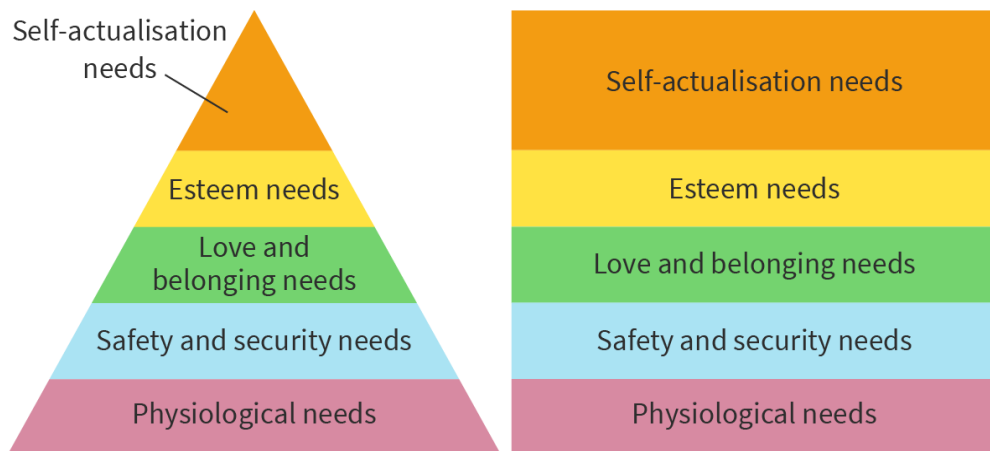 Self-actualisation
needs
Esteem needs
Love and
belonging needs
Safety and security needs
Physiological needs
Self-actualisation needs
Esteem needs
Love and belonging needs
Safety and security needs
Physiological needs